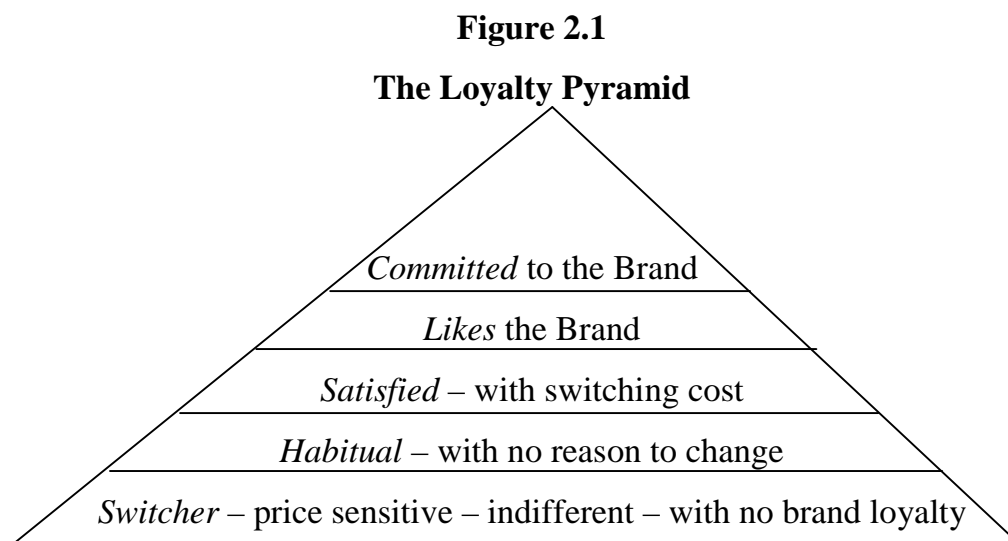 Figure 2.1
The Loyalty Pyramid
Committed to the Brand
Likes the Brand
Satisfied – with switching cost
Habitual – with no reason to change
Switcher – price sensitive – indifferent – with no brand loyalty